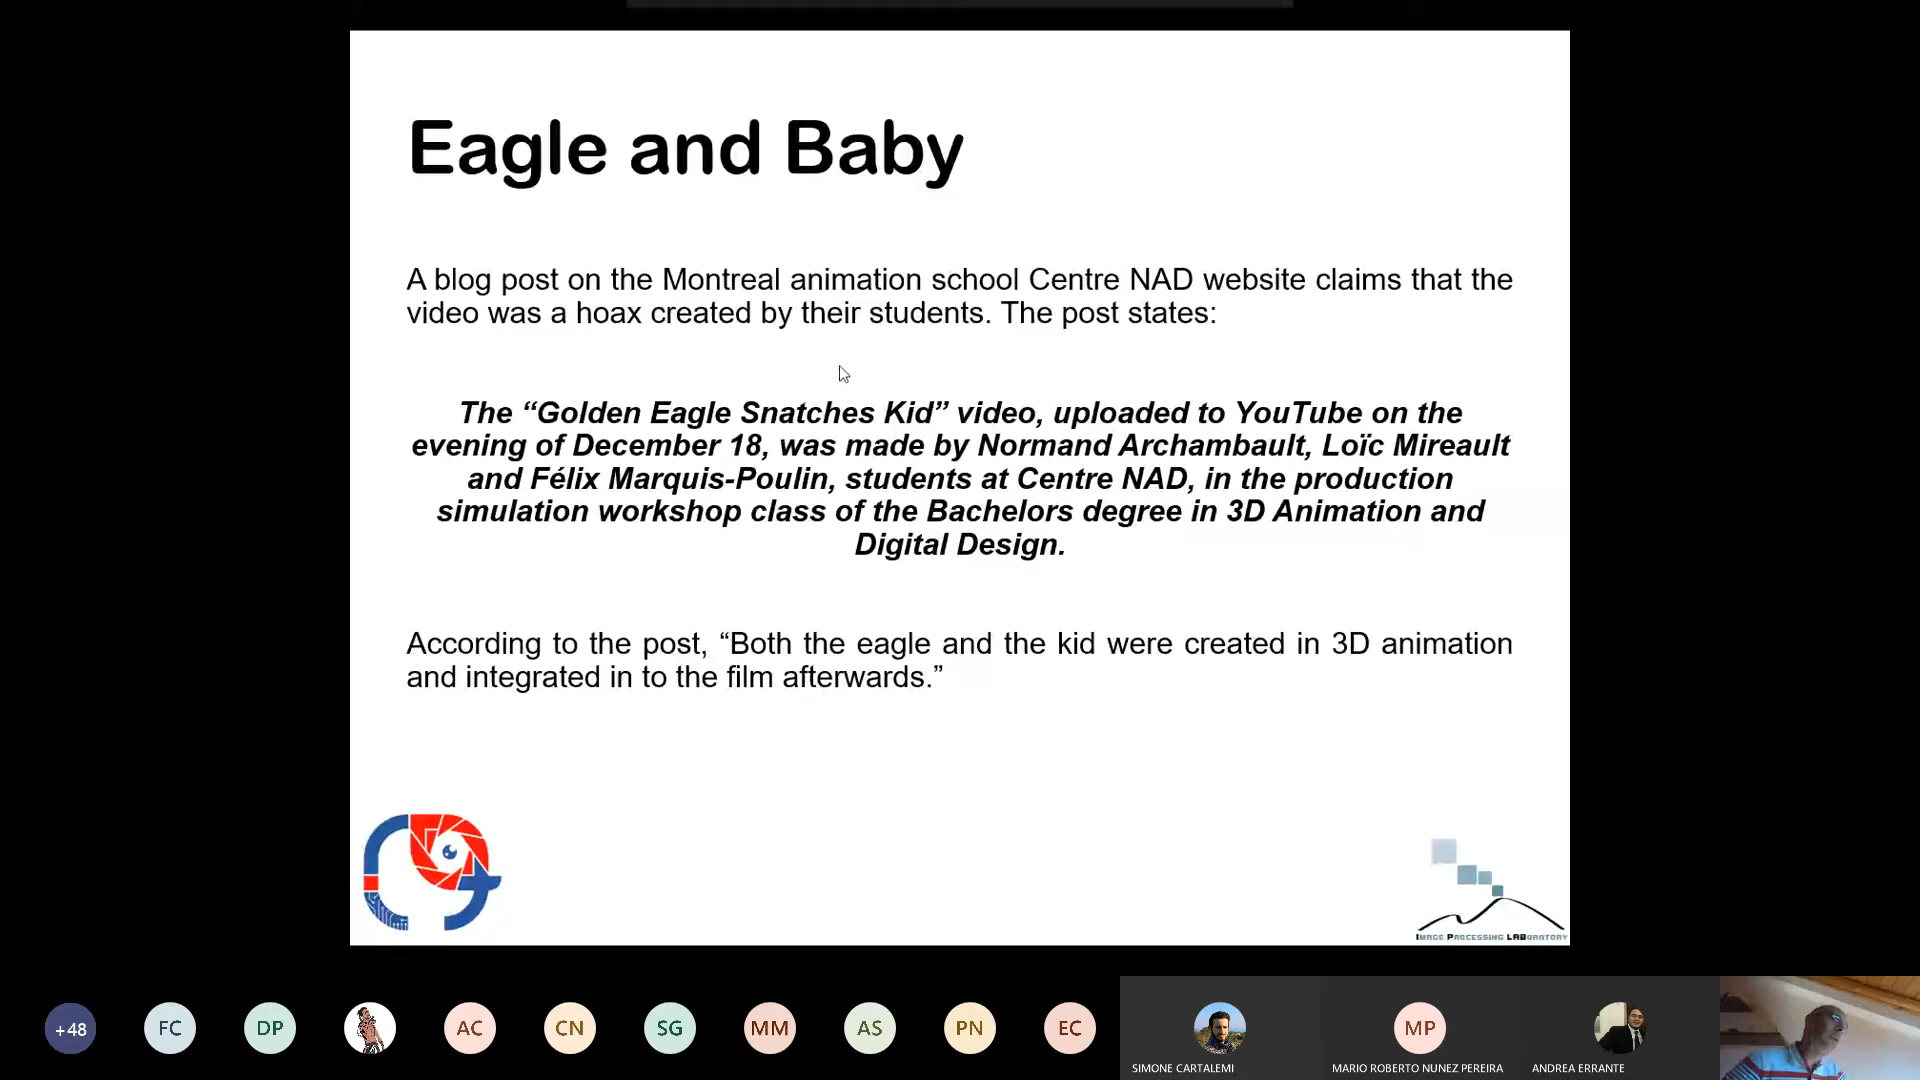 Eagle and Baby
A blog post on the Montreal animation school Centre NAD website claims that the
video was a hoax created by their students. The post states:
The “Golden Eagle Snatches Kid” video, uploaded to YouTube on the
evening of December 18, was made by Normand Archambault, Loïc Mireault
and Félix Marquis-Poulin, students at Centre NAD, in the production
simulation workshop class of the Bachelors degree in 3D Animation and
Digital Design.
According to the post, “Both the eagle and the kid were created in 3D animation
and integrated in to the film afterwards.”
IMAGE PROCESSING LABORATORY
+48
FC
DP
AC
CN
SG
MM
AS
PN
EC
MP
SIMONE CARTALEMI
MARIO ROBERTO NUNEZ PEREIRA
ANDREA ERRANTE